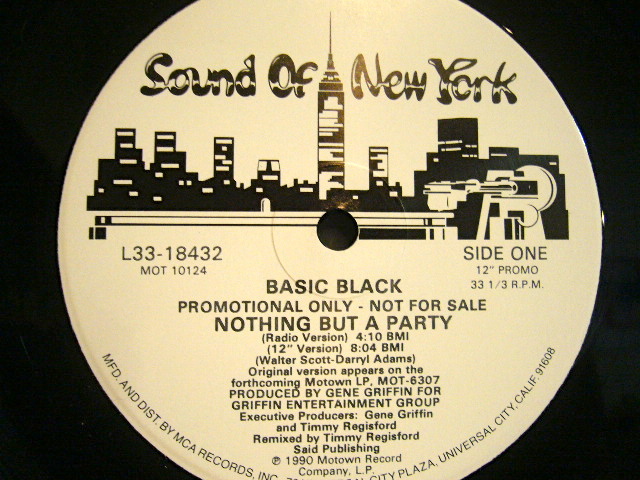 Sound Of New York
L33-18432
MOT 10124
SIDE ONE
12" PROMO
33 1/3 R.P.M.
BASIC BLACK
PROMOTIONAL ONLY - NOT FOR SALE
NOTHING BUT A PARTY
(Radio Version) 4:10 BMI
(12" Version) 8:04 BMI
(Walter Scott-Darryl Adams)
Original version appears on the
forthcoming Motown LP, MOT-6307
PRODUCED BY GENE GRIFFIN FOR
GRIFFIN ENTERTAINMENT GROUP
Executive Producers: Gene Griffin
and Timmy Regisford
Remixed by Timmy Regisford
Said Publishing
℗ 1990 Motown Record
Company, L.P.
MFD. AND DIST. BY MCA RECORDS, INC. CITY PLAZA, UNIVERSAL CITY, CALIF. 91608